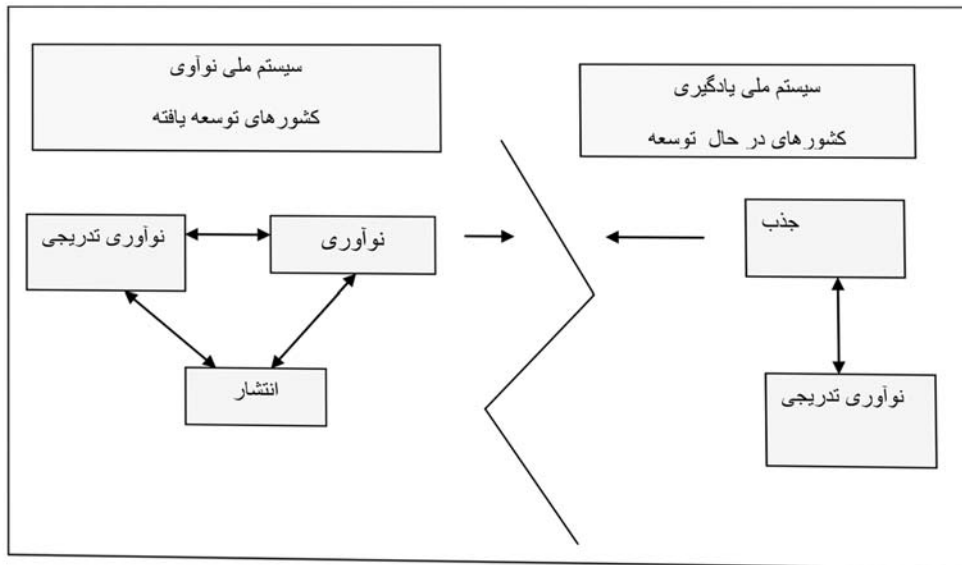 سیستم ملی یادگیری
کشورهای در حال توسعه
جذب
نوآوری تدریجی
سیستم ملی نوآوی
کشورهای توسعه یافته
نوآوری
نوآوری تدریجی
انتشار